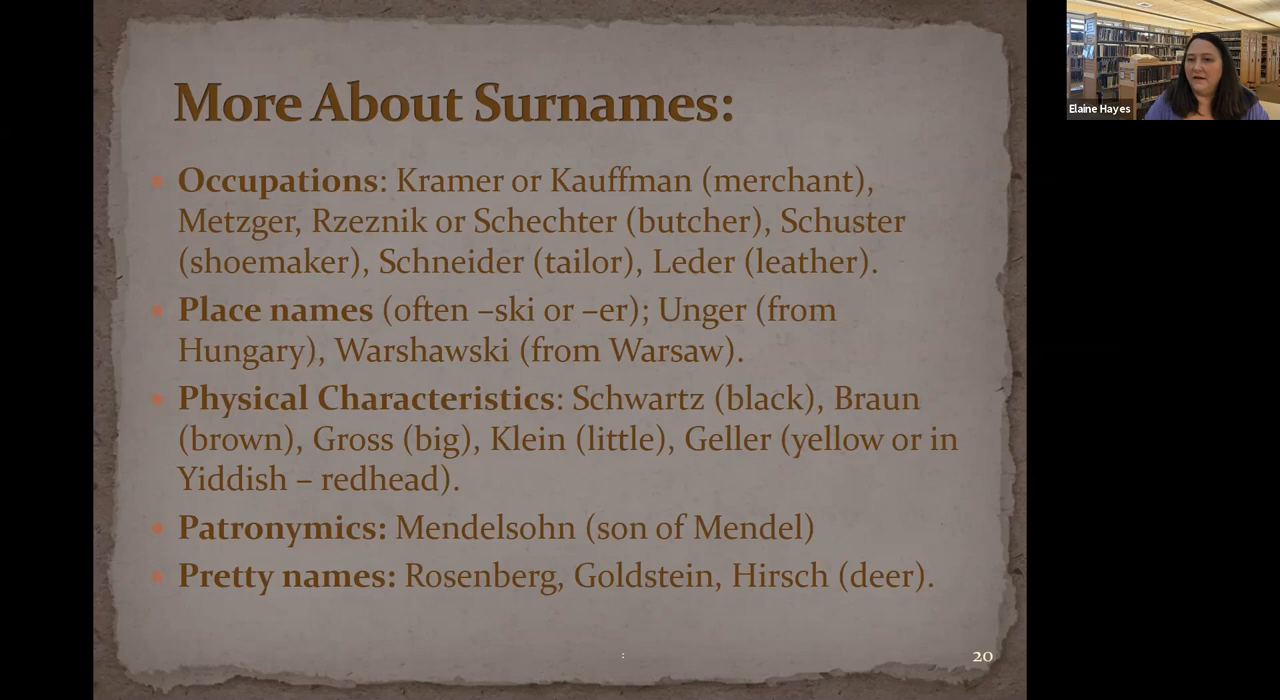 More About Surnames:
Occupations: Kramer or Kauffman (merchant),
Metzger, Rzeznik or Schechter (butcher), Schuster
(shoemaker), Schneider (tailor), Leder (leather).
Place names (often –ski or –er); Unger (from
Hungary), Warshawski (from Warsaw).
Physical Characteristics: Schwartz (black), Braun
(brown), Gross (big), Klein (little), Geller (yellow or in
Yiddish – redhead).
Patronymics: Mendelsohn (son of Mendel)
Pretty names: Rosenberg, Goldstein, Hirsch (deer).
:
20
Elaine Hayes